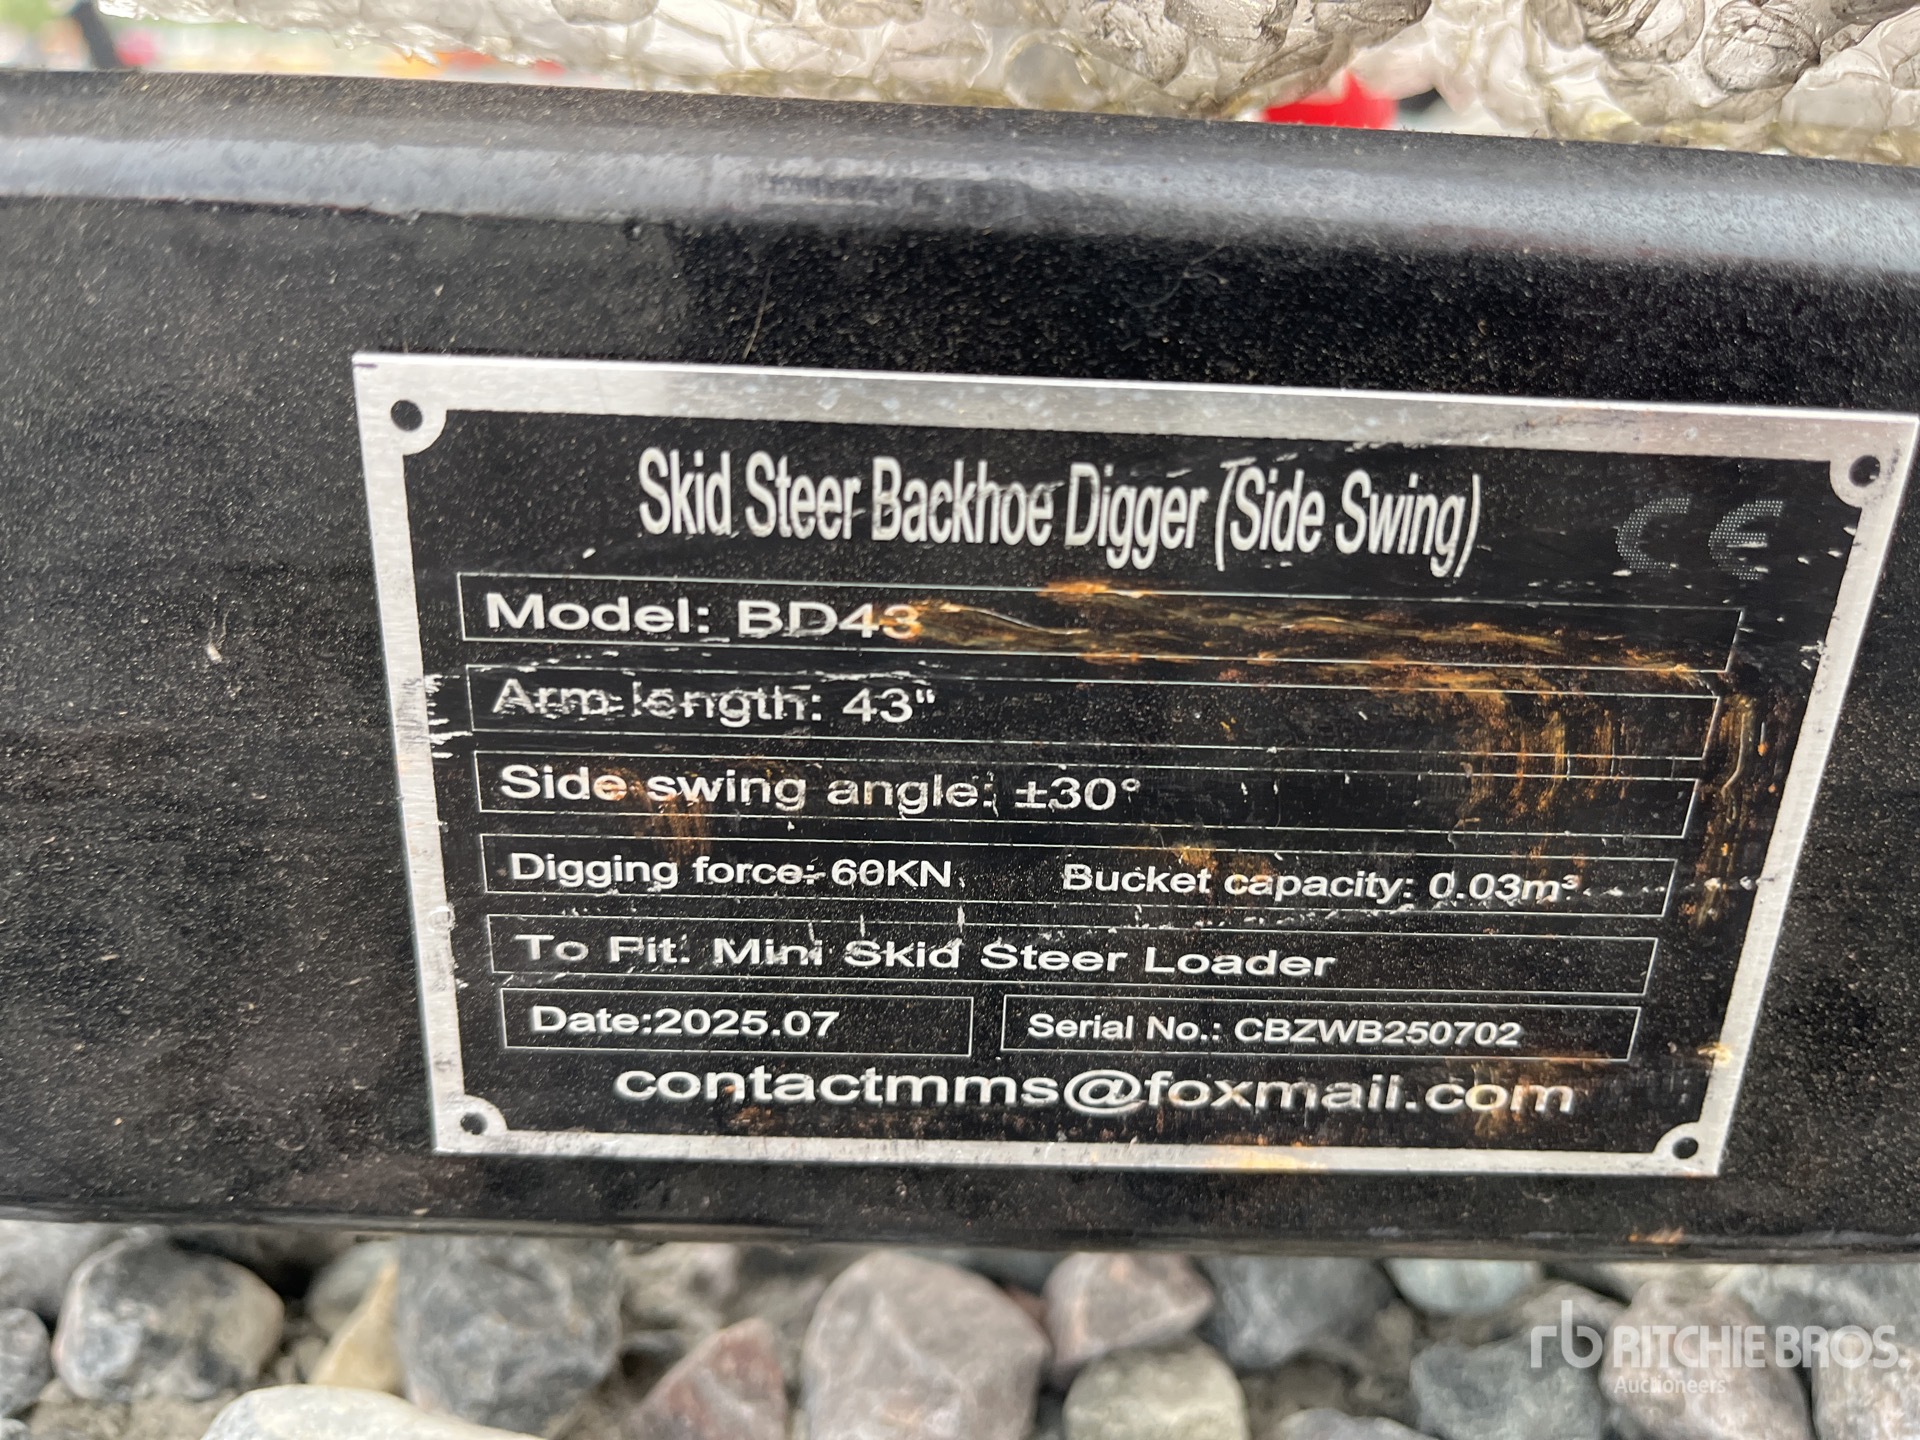 Skid Steer Backhoe Digger (Side Swing)
CE
Model: BD43
Arm length: 43"
Side swing angle: ±30°
Digging force: 60KN Bucket capacity: 0.03m³
To Fit: Mini Skid Steer Loader
Date:2025.07 Serial No.: CBZWB250702
contactmms@foxmail.com
rb RITCHIE BROS.
Auctioneers